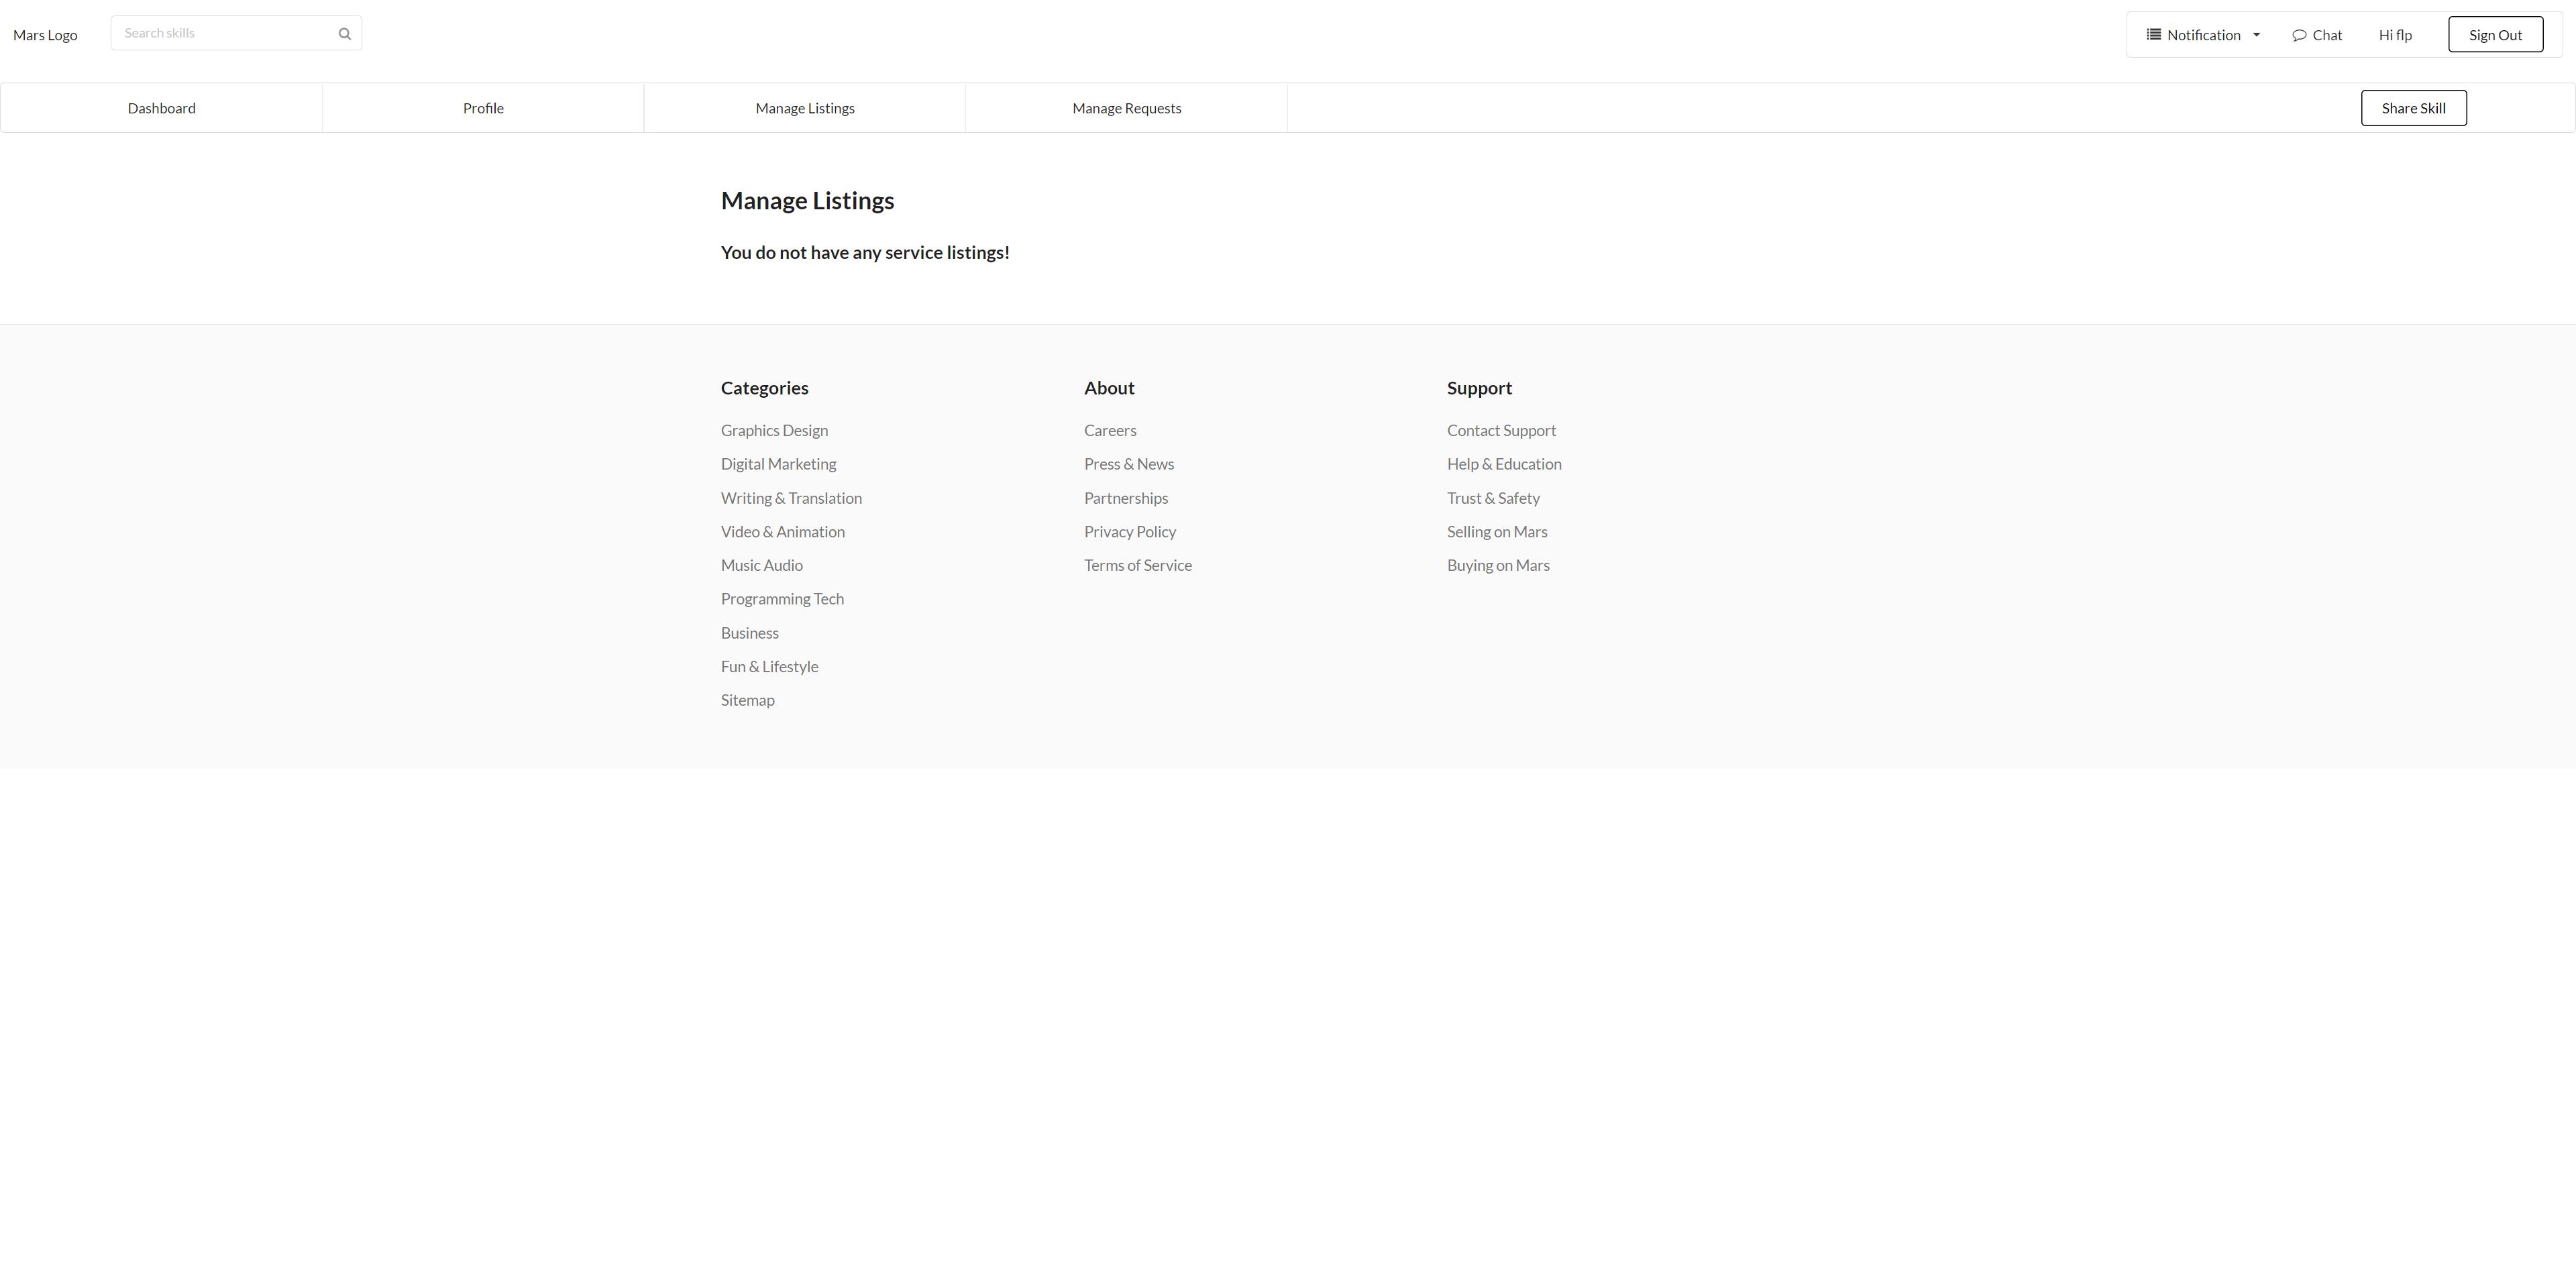 Mars Logo
Search skills
Notification
Chat
Hi flp
Sign Out
Dashboard
Profile
Manage Listings
Manage Requests
Share Skill
Manage Listings
You do not have any service listings!
Categories
Graphics Design
Digital Marketing
Writing & Translation
Video & Animation
Music Audio
Programming Tech
Business
Fun & Lifestyle
Sitemap
About
Careers
Press & News
Partnerships
Privacy Policy
Terms of Service
Support
Contact Support
Help & Education
Trust & Safety
Selling on Mars
Buying on Mars